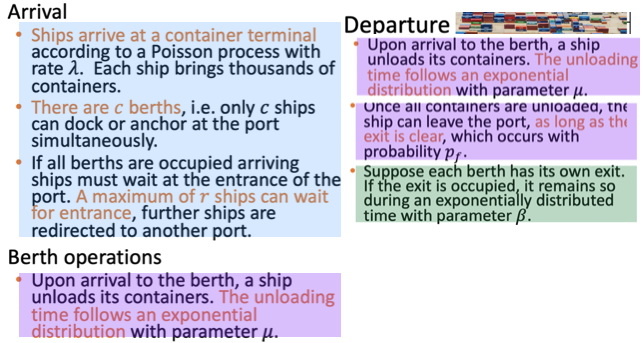 Arrival
• Ships arrive at a container terminal
according to a Poisson process with
rate λ. Each ship brings thousands of
containers.
• There are c berths, i.e. only c ships
can dock or anchor at the port
simultaneously.
• If all berths are occupied arriving
ships must wait at the entrance of the
port. A maximum of r ships can wait
for entrance, further ships are
redirected to another port.
Berth operations
• Upon arrival to the berth, a ship
unloads its containers. The unloading
time follows an exponential
distribution with parameter μ.
Departure
• Upon arrival to the berth, a ship
unloads its containers. The unloading
time follows an exponential
distribution with parameter μ.
• Once all containers are unloaded, the
ship can leave the port, as long as the
exit is clear, which occurs with
probability p_f.
• Suppose each berth has its own exit.
If the exit is occupied, it remains so
during an exponentially distributed
time with parameter β.